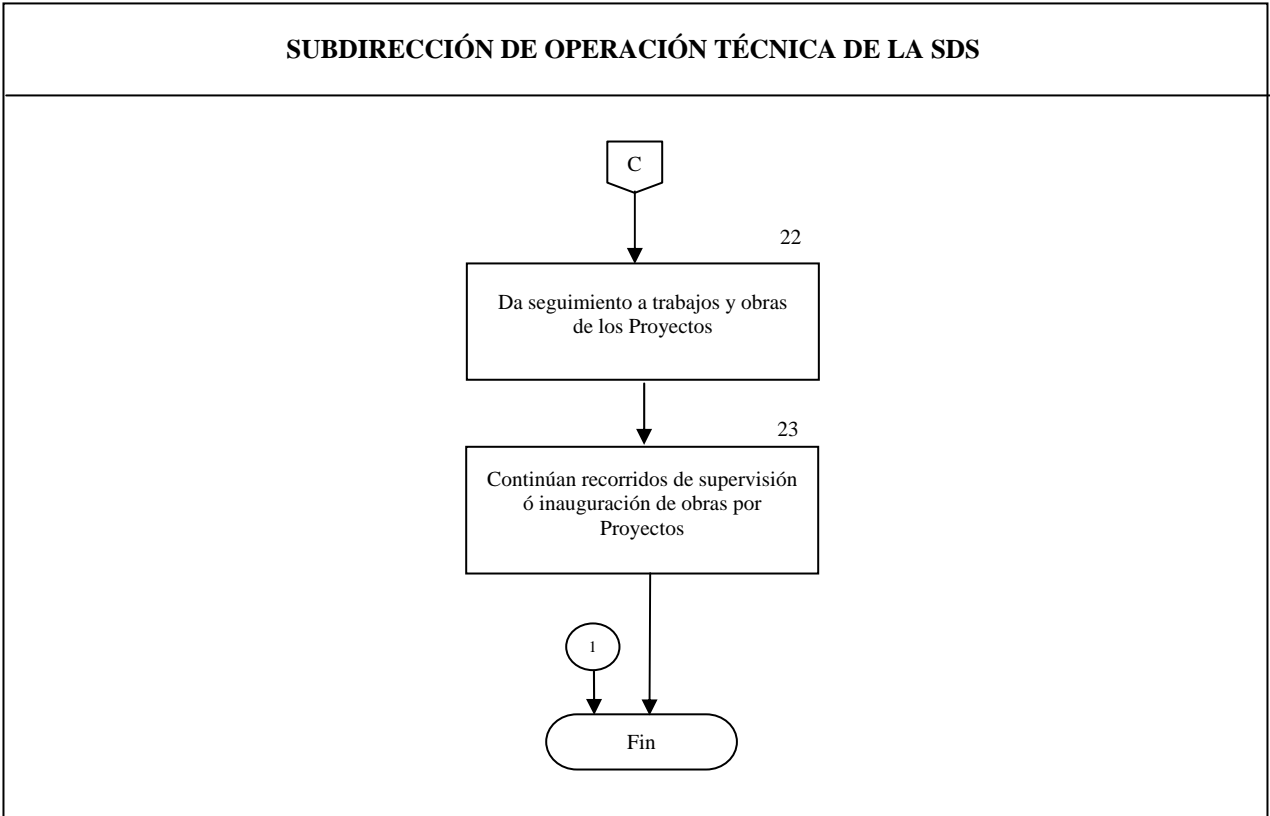 SUBDIRECCIÓN DE OPERACIÓN TÉCNICA DE LA SDS
C
22
Da seguimiento a trabajos y obras
de los Proyectos
23
Continúan recorridos de supervisión
ó inauguración de obras por
Proyectos
1
Fin